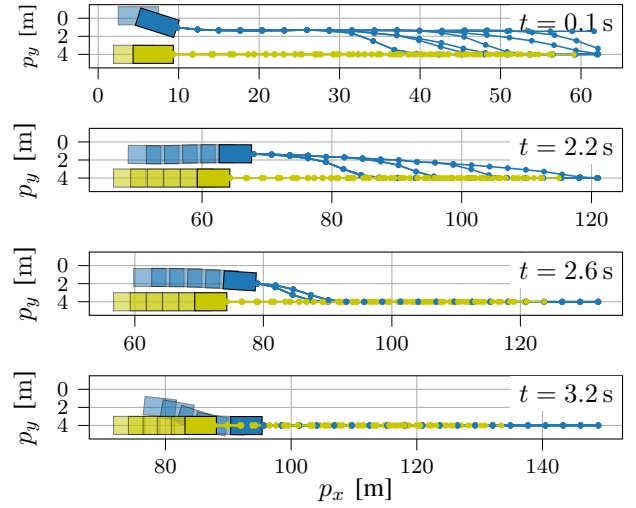 p_y [m]
0
2
4
t = 0.1 s
0 10 20 30 40 50 60
p_y [m]
0
2
4
t = 2.2 s
60 80 100 120
p_y [m]
0
2
4
t = 2.6 s
60 80 100 120
p_y [m]
0
2
4
t = 3.2 s
80 100 120 140
p_x [m]